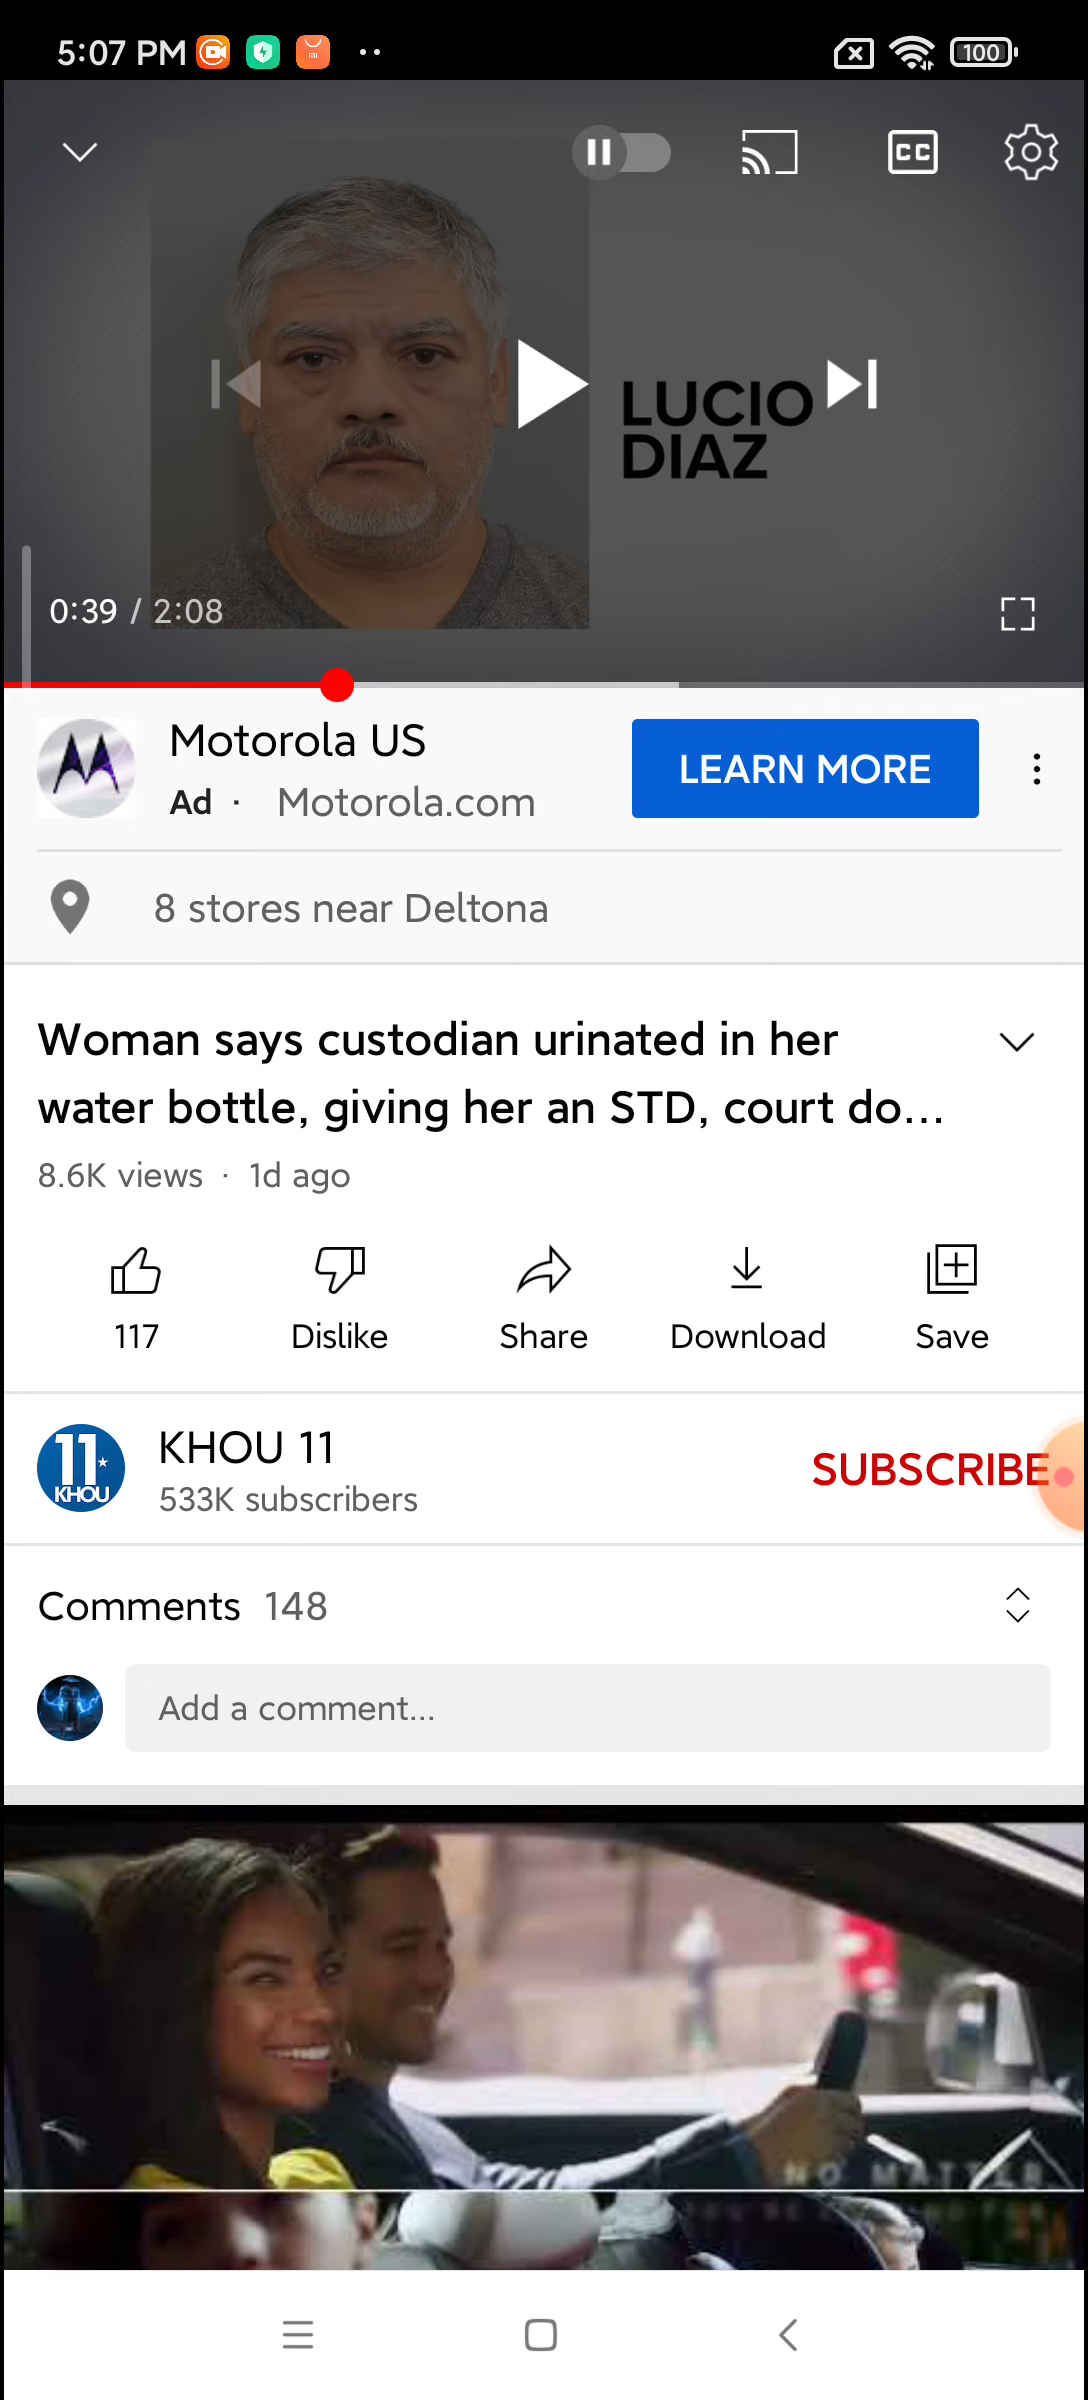 5:07 PM
100
CC
LUCIO
DIAZ
0:39 / 2:08
Motorola US
Ad · Motorola.com
LEARN MORE
8 stores near Deltona
Woman says custodian urinated in her
water bottle, giving her an STD, court do...
8.6K views · 1d ago
117
Dislike
Share
Download
Save
11
KHOU
KHOU 11
533K subscribers
SUBSCRIBE
Comments 148
Add a comment...
NO MATTER